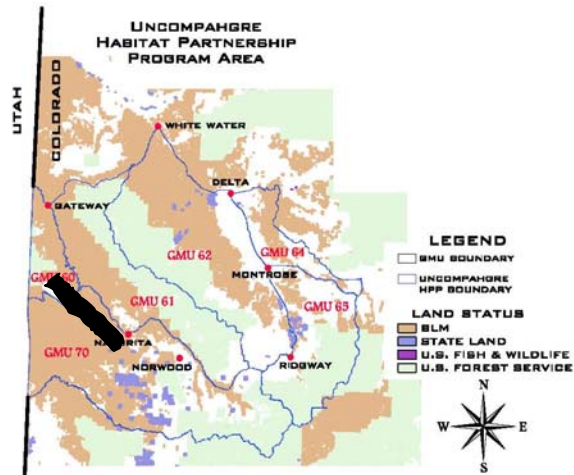 UNCOMPAHGRE
HABITAT PARTNERSHIP
PROGRAM AREA
UTAH
COLORADO
WHITE WATER
DELTA
GATEWAY
GMU 62
GMU 64
MONTROSE
GMU 61
GMU 65
GMU 70
NORWOOD
RIDGWAY
LEGEND
GMU BOUNDARY
UNCOMPAHGRE
HPP BOUNDARY
LAND STATUS
BLM
STATE LAND
U.S. FISH & WILDLIFE
U.S. FOREST SERVICE
N
W
E
S